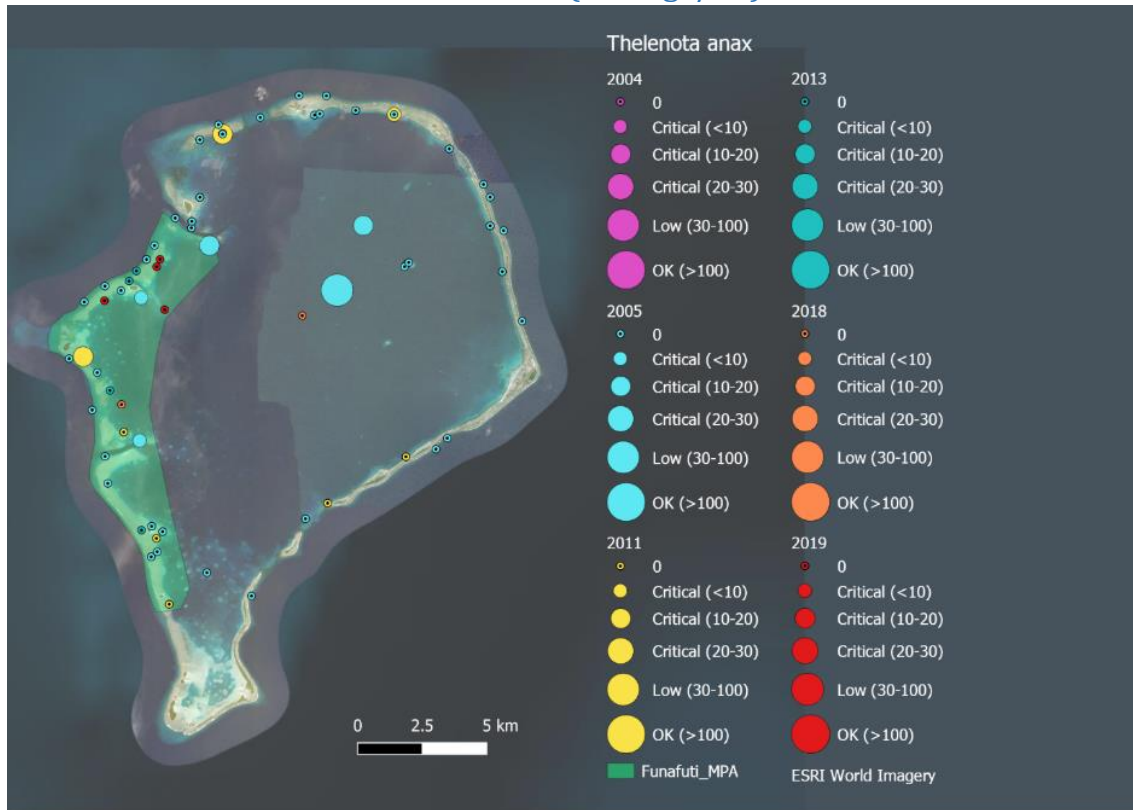 Thelenota anax
2004
0
Critical (<10)
Critical (10-20)
Critical (20-30)
Low (30-100)
OK (>100)
2005
0
Critical (<10)
Critical (10-20)
Critical (20-30)
Low (30-100)
OK (>100)
2011
0
Critical (<10)
Critical (10-20)
Critical (20-30)
Low (30-100)
OK (>100)
Funafuti_MPA
2013
0
Critical (<10)
Critical (10-20)
Critical (20-30)
Low (30-100)
OK (>100)
2018
0
Critical (<10)
Critical (10-20)
Critical (20-30)
Low (30-100)
OK (>100)
2019
0
Critical (<10)
Critical (10-20)
Critical (20-30)
Low (30-100)
OK (>100)
ESRI World Imagery
0 2.5 5 km